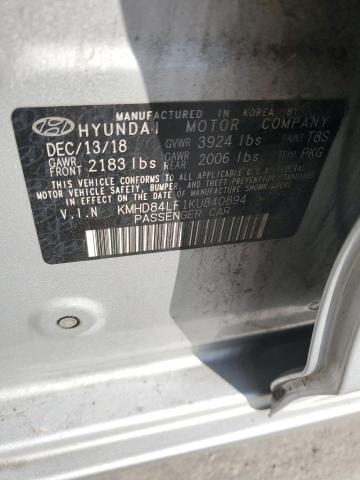 MANUFACTURED IN KOREA BY
HYUNDAI MOTOR COMPANY
DEC/13/18 GVWR 3924 lbs PAINT T8S
GAWR FRONT 2183 lbs GAWR REAR 2006 lbs TRIM PKG
THIS VEHICLE CONFORMS TO ALL APPLICABLE U.S.A. FEDERAL
MOTOR VEHICLE SAFETY, BUMPER, AND THEFT PREVENTION STANDARDS
IN EFFECT ON THE DATE OF MANUFACTURE SHOWN ABOVE.
V.I.N KMHD84LF1KU840894
PASSENGER CAR